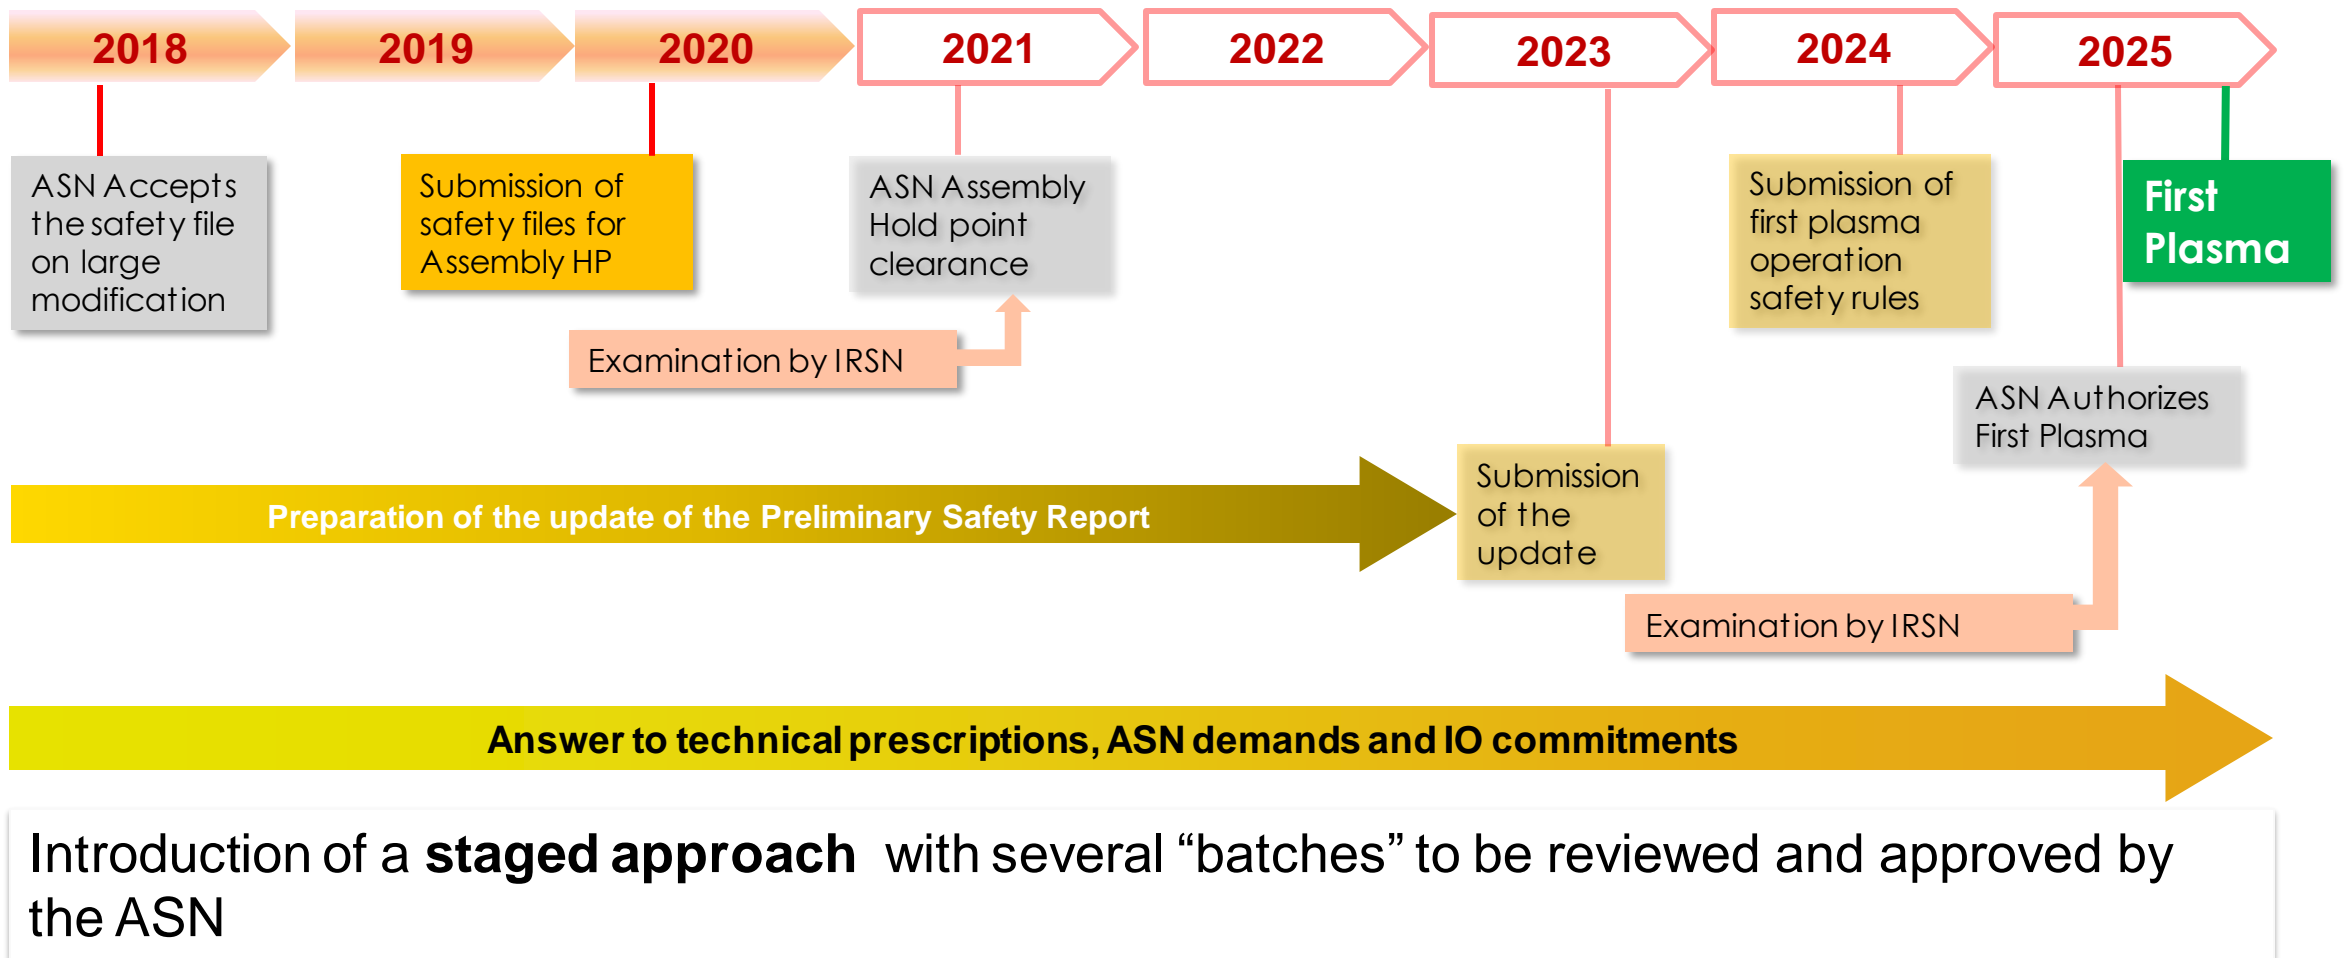 2018
2019
2020
2021
2022
2023
2024
2025
ASN Accepts
the safety file
on large
modification
Submission of
safety files for
Assembly HP
ASN Assembly
Hold point
clearance
Submission of
first plasma
operation
safety rules
First
Plasma
Examination by IRSN
ASN Authorizes
First Plasma
Preparation of the update of the Preliminary Safety Report
Submission
of the
update
Examination by IRSN
Answer to technical prescriptions, ASN demands and IO commitments
Introduction of a staged approach with several “batches” to be reviewed and approved by
the ASN